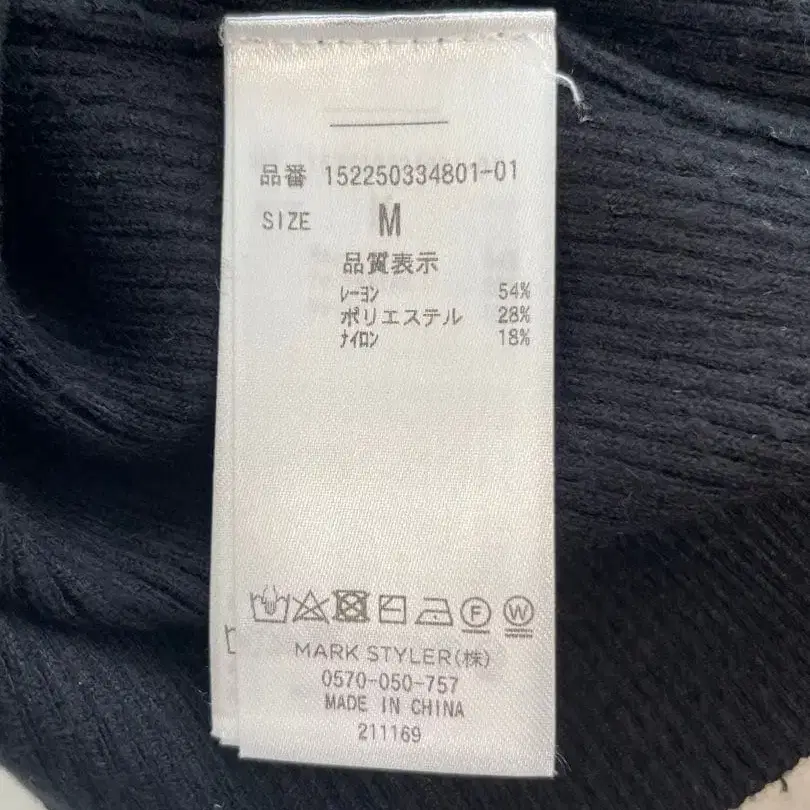 品番 152250334801-01
SIZE M
品質表示
ﾚｰﾖﾝ 54%
ポリエステル 28%
ﾅｲﾛﾝ 18%
F W
MARK STYLER(株)
0570-050-757
MADE IN CHINA
211169